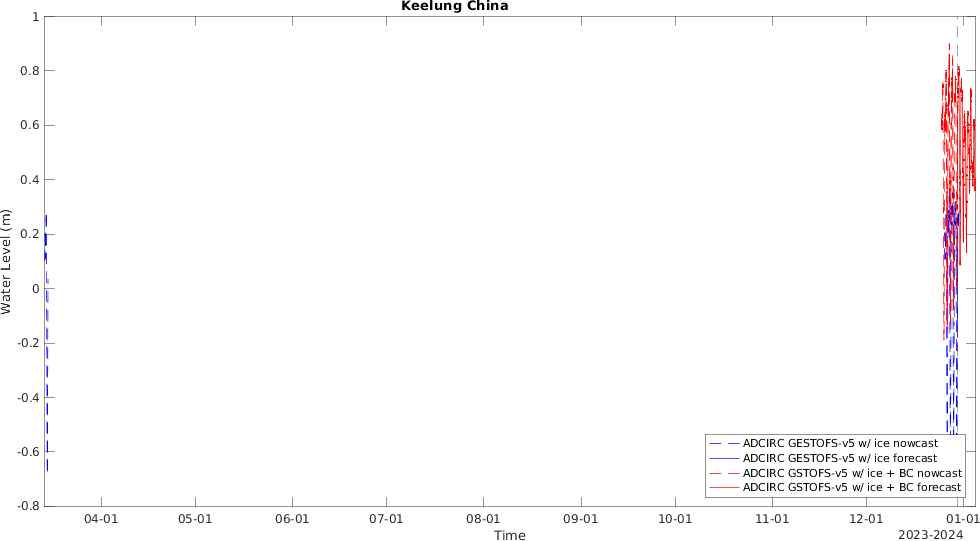 Keelung China
1
0.8
0.6
0.4
0.2
0
-0.2
-0.4
-0.6
-0.8
Water Level (m)
04-01 05-01 06-01 07-01 08-01 09-01 10-01 11-01 12-01 01-01
Time
2023-2024
ADCIRC GESTOFS-v5 w/ ice nowcast
ADCIRC GESTOFS-v5 w/ ice forecast
ADCIRC GSTOFS-v5 w/ ice + BC nowcast
ADCIRC GSTOFS-v5 w/ ice + BC forecast